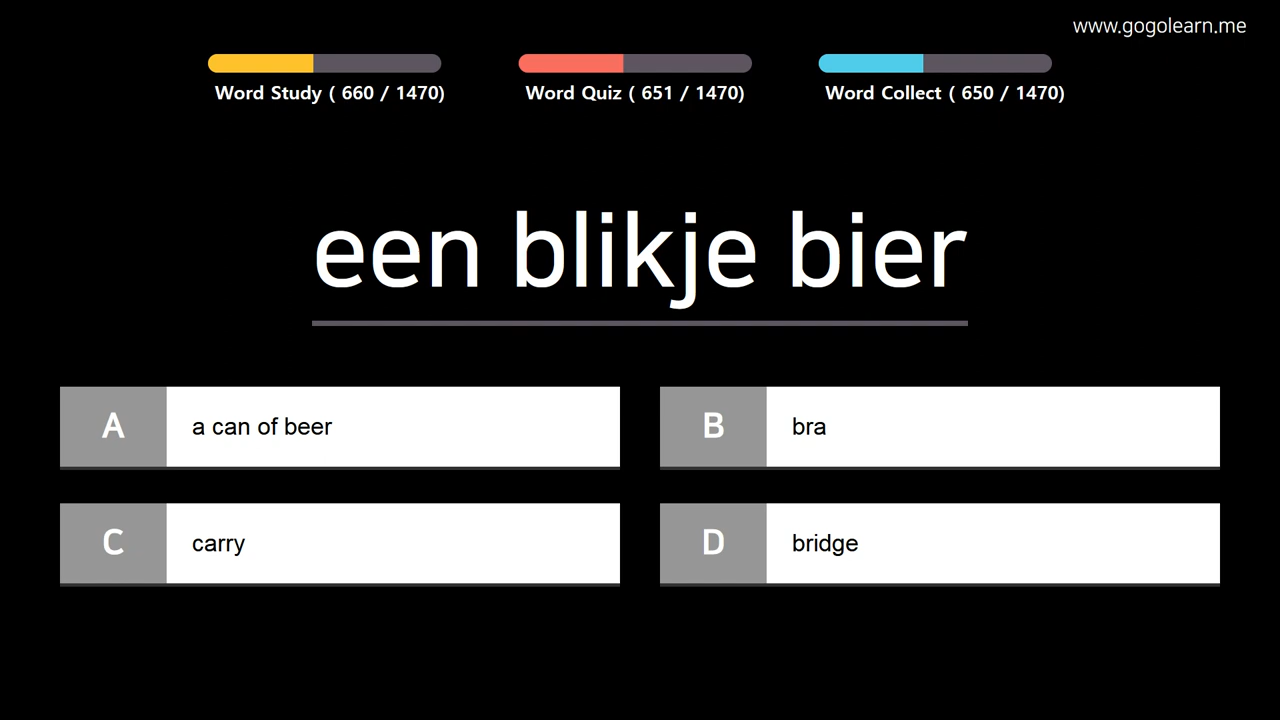 www.gogolearn.me
Word Study ( 660 / 1470)
Word Quiz ( 651 / 1470)
Word Collect ( 650 / 1470)
een blikje bier
A
a can of beer
B
bra
C
carry
D
bridge